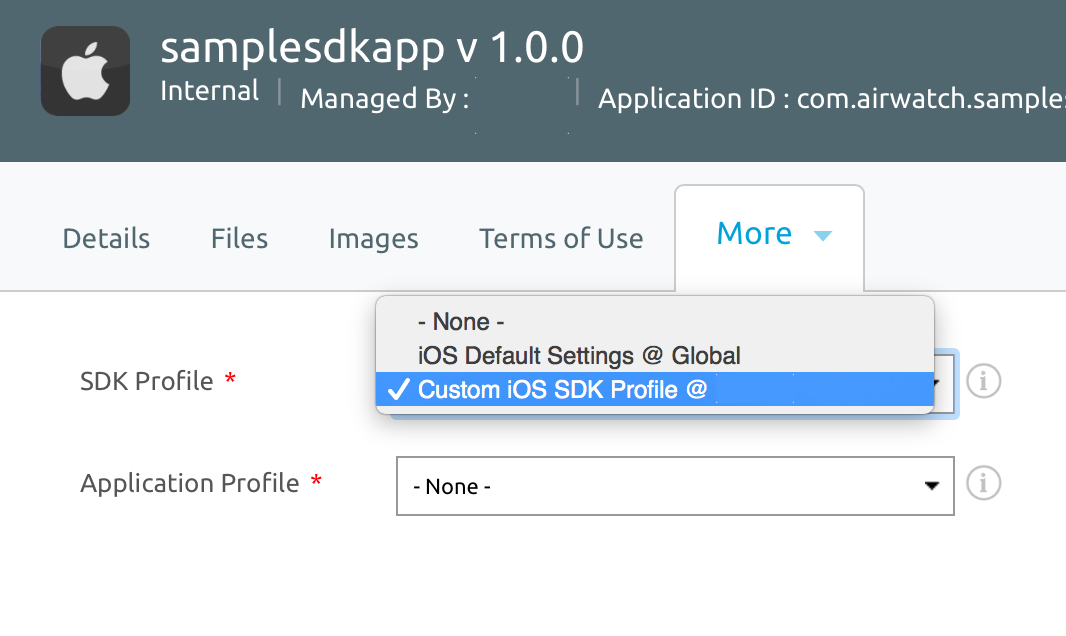 samplesdkapp v 1.0.0
Internal Managed By : Application ID : com.airwatch.samples
Details Files Images Terms of Use More
- None -
iOS Default Settings @ Global
SDK Profile *
✓ Custom iOS SDK Profile @
Application Profile * - None -